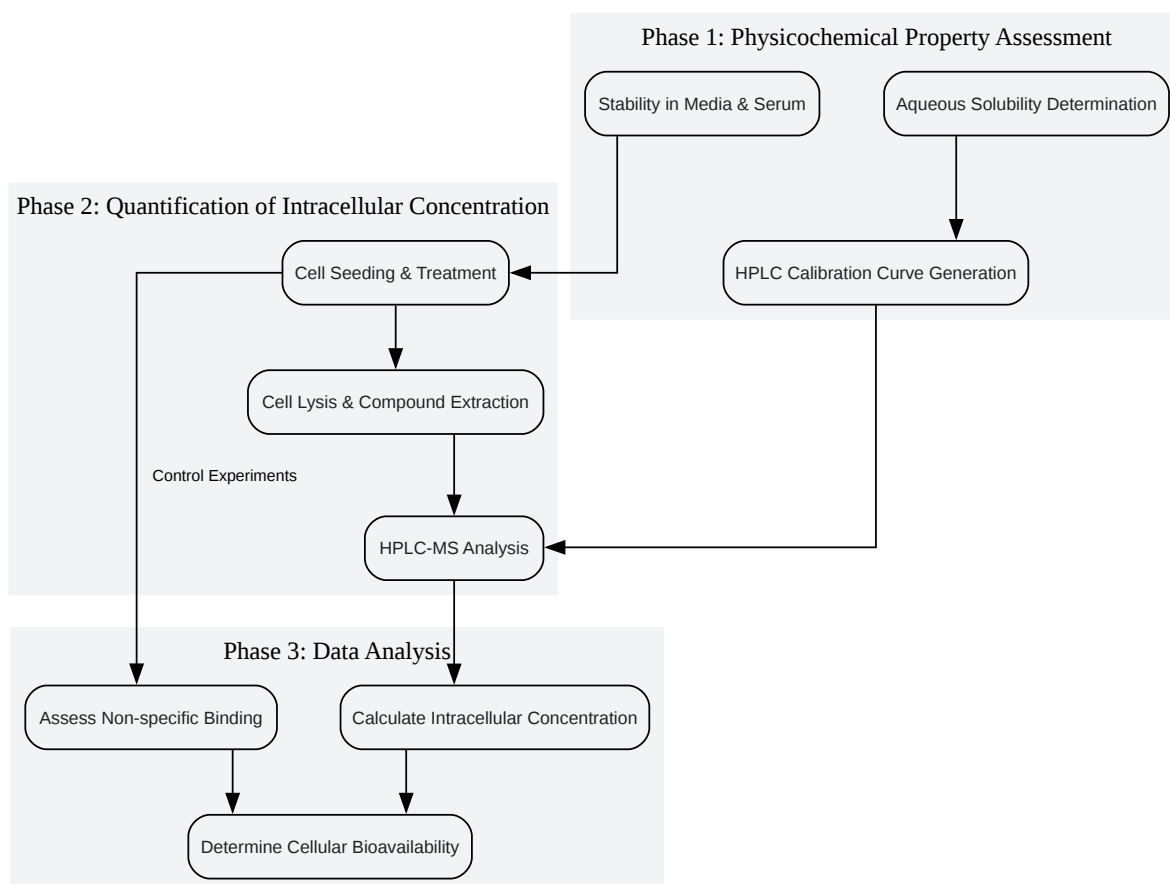 Phase 1: Physicochemical Property Assessment
Stability in Media & Serum
Aqueous Solubility Determination
HPLC Calibration Curve Generation
Phase 2: Quantification of Intracellular Concentration
Cell Seeding & Treatment
Cell Lysis & Compound Extraction
Control Experiments
HPLC-MS Analysis
Phase 3: Data Analysis
Assess Non-specific Binding
Calculate Intracellular Concentration
Determine Cellular Bioavailability